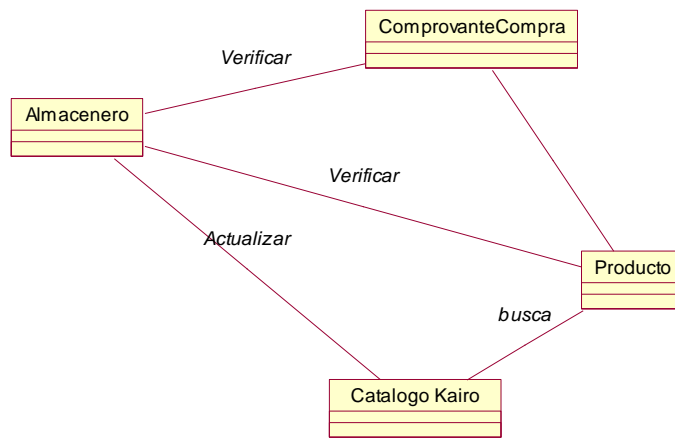 ComprovanteCompra
Verificar
Almacenero
Verificar
Actualizar
Producto
busca
Catalogo Kairo